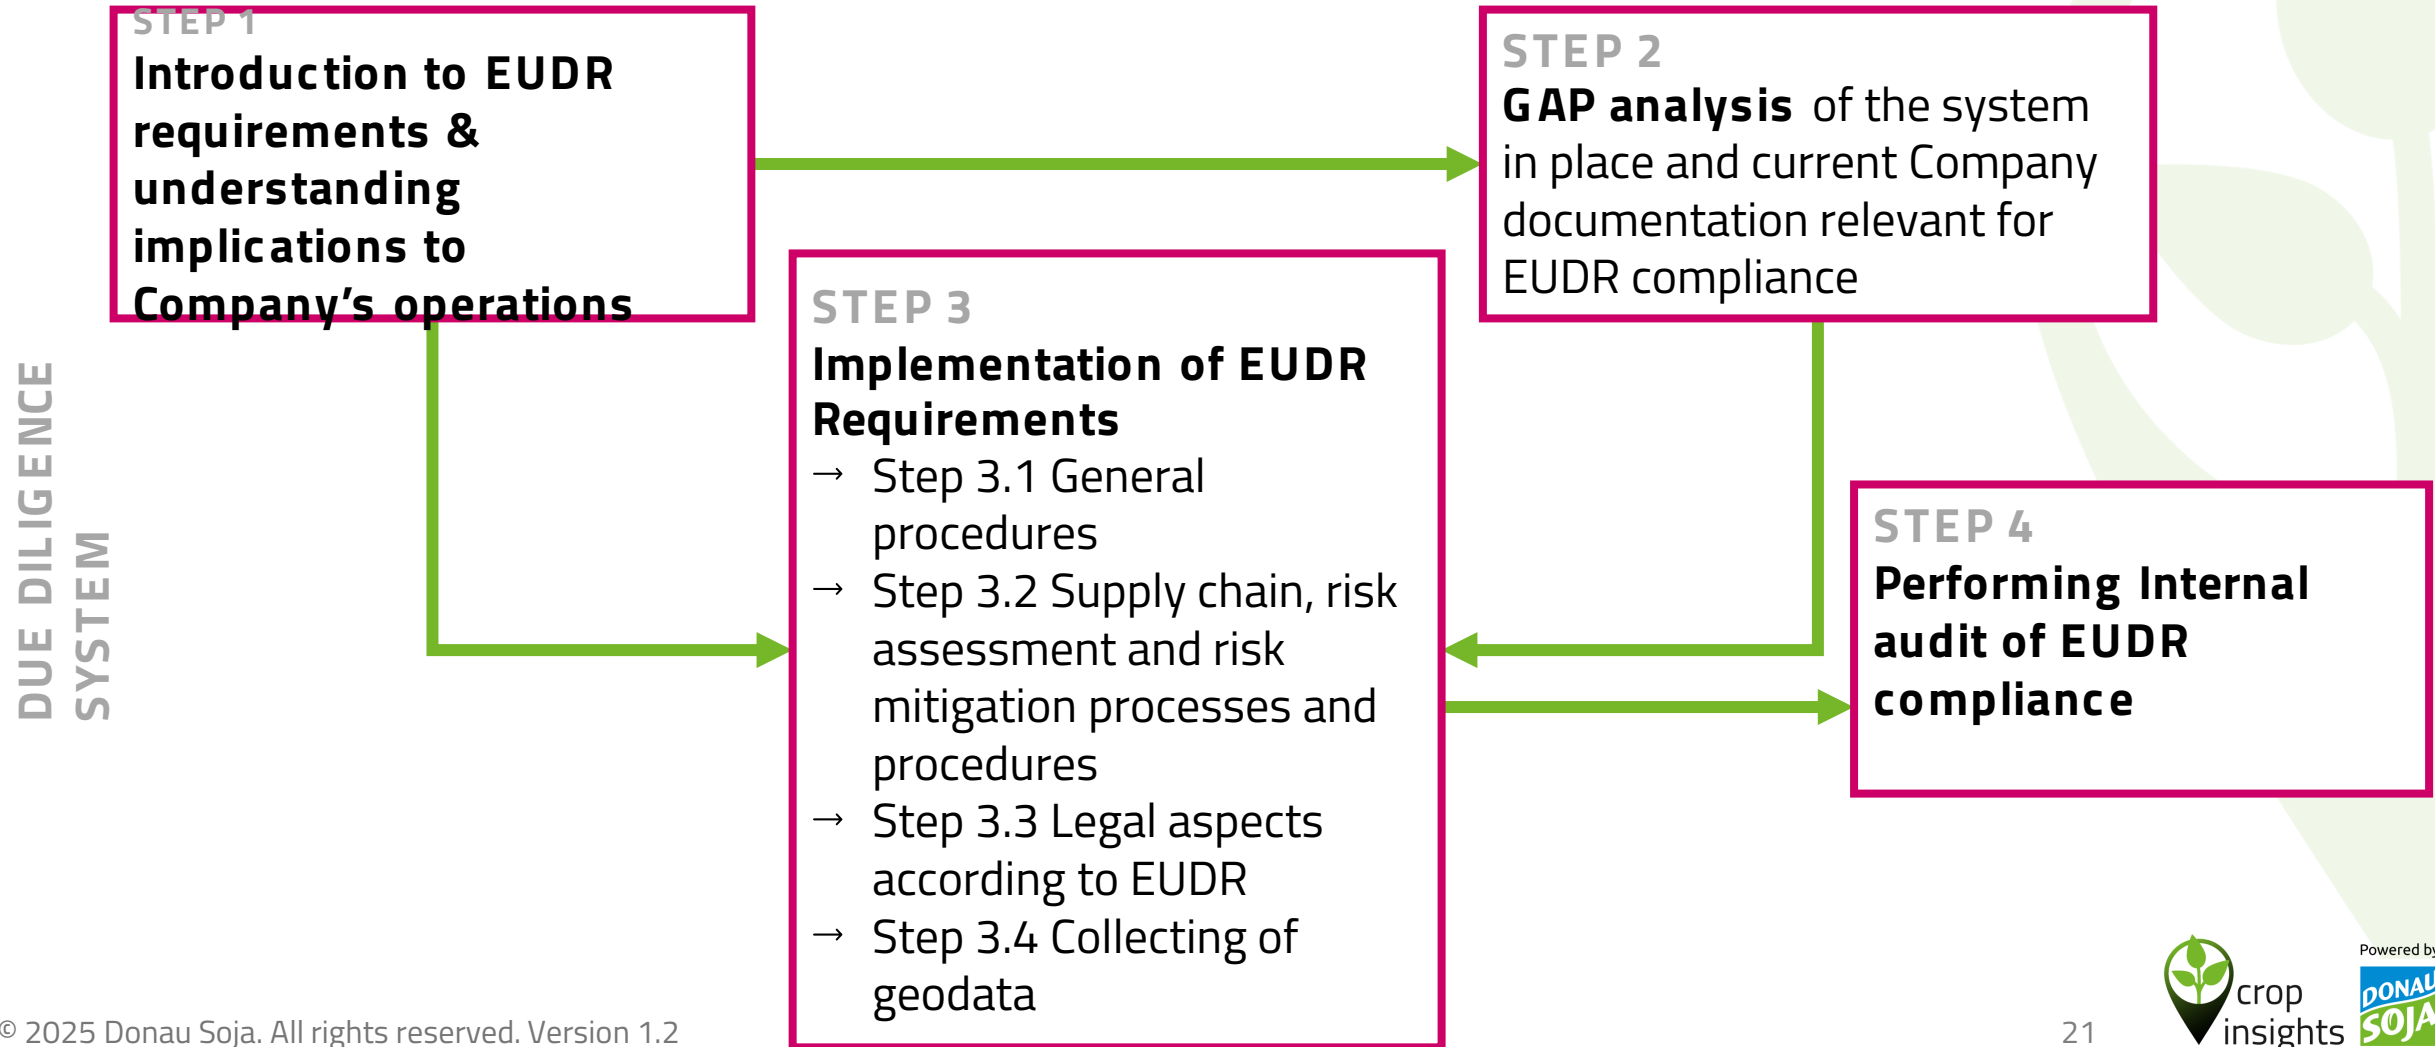 STEP 1
Introduction to EUDR
requirements &
understanding
implications to
Company's operations
STEP 2
GAP analysis of the system
in place and current Company
documentation relevant for
EUDR compliance
DUE DILIGENCE
SYSTEM
STEP 3
Implementation of EUDR
Requirements
→ Step 3.1 General
procedures
→ Step 3.2 Supply chain, risk
assessment and risk
mitigation processes and
procedures
→ Step 3.3 Legal aspects
according to EUDR
→ Step 3.4 Collecting of
geodata
STEP 4
Performing Internal
audit of EUDR
compliance
© 2025 Donau Soja. All rights reserved. Version 1.2
21
crop
insights
Powered by
DONAU
SOJA